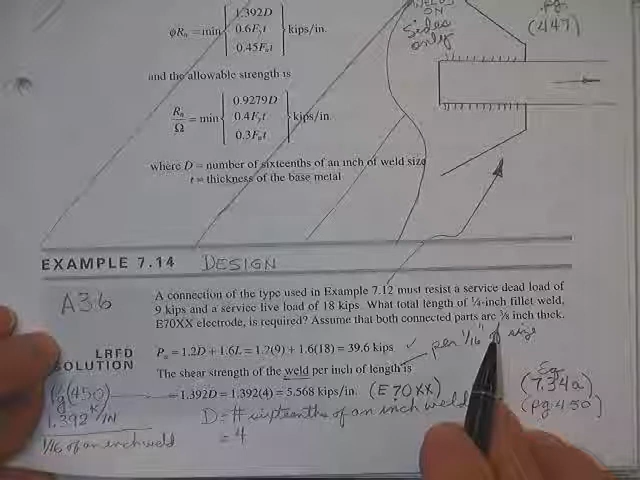 WELDS
ON
Sides
only
pg.
(447)
ϕRₙ = min { 1.392D
0.6Fᵧt
0.45Fᵤt } kips/in.
and the allowable strength is
Rₙ/Ω = min { 0.9279D
0.4Fᵧt
0.3Fᵤt } kips/in.
where D = number of sixteenths of an inch of weld size
t = thickness of the base metal
EXAMPLE 7.14 DESIGN
A36
A connection of the type used in Example 7.12 must resist a service dead load of
9 kips and a service live load of 18 kips. What total length of ¼-inch fillet weld,
E70XX electrode, is required? Assume that both connected parts are ⅜ inch thick.
LRFD
SOLUTION
Pᵤ = 1.2D + 1.6L = 1.2(9) + 1.6(18) = 39.6 kips ✓
per 1/16" of size
The shear strength of the weld per inch of length is
1.392D = 1.392(4) = 5.568 kips/in. (E70XX)
Eq.
(7.34a)
(pg. 450)
pg(450)
1.392 K/IN
1/16 of an inch weld
D = # sixteenths of an inch weld
= 4